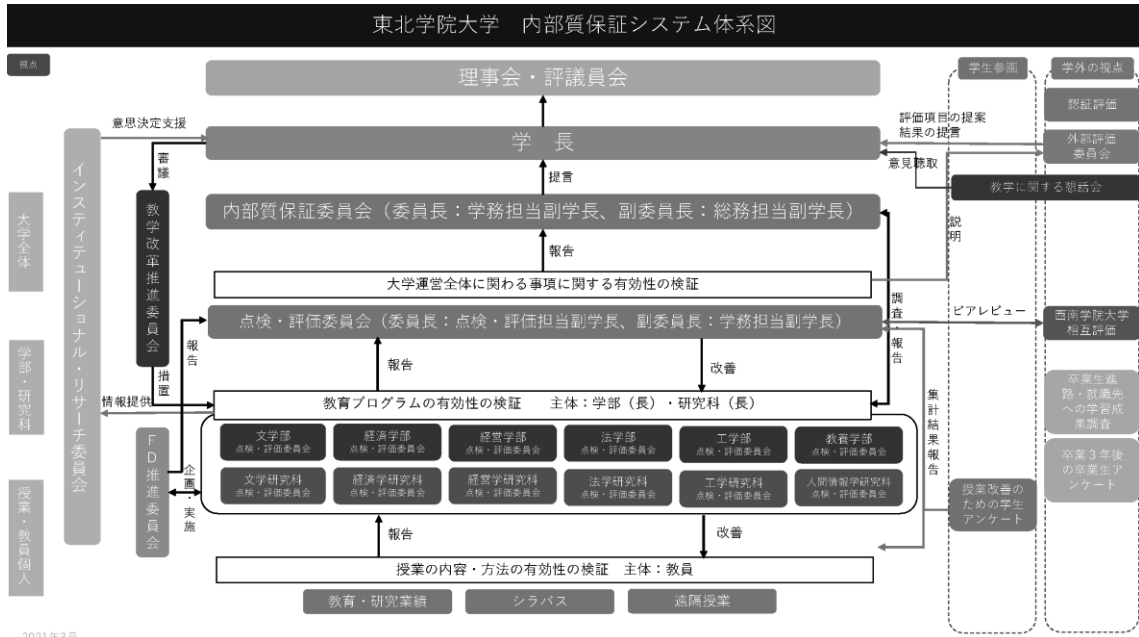 東北学院大学　内部質保証システム体系図
視点
学生参画
学外の視点
理事会・評議員会
認証評価
意思決定支援
学　長
評価項目の提案
結果の提言
外部評価
委員会
意見聴取
審議
提言
教学に関する懇話会
大学全体
インスティテューショナル・リサーチ委員会
教学改革推進委員会
内部質保証委員会（委員長：学務担当副学長、副委員長：総務担当副学長）
説明
報告
大学運営全体に関わる事項に関する有効性の検証
調査・報告
点検・評価委員会（委員長：点検・評価担当副学長、副委員長：学務担当副学長）
ピアレビュー
西南学院大学
相互評価
報告
学部・研究科
措置
報告
改善
情報提供
教育プログラムの有効性の検証　　主体：学部（長）・研究科（長）
集計結果報告
卒業生進
路・就職先
への学習成
果調査
文学部
点検・評価委員会
経済学部
点検・評価委員会
経営学部
点検・評価委員会
法学部
点検・評価委員会
工学部
点検・評価委員会
教養学部
点検・評価委員会
ＦＤ推進委員会
企画・実施
文学研究科
点検・評価委員会
経済学研究科
点検・評価委員会
経営学研究科
点検・評価委員会
法学研究科
点検・評価委員会
工学研究科
点検・評価委員会
人間情報学研究科
点検・評価委員会
卒業３年後
の卒業生ア
ンケート
授業・教員個人
授業改善の
ための学生
アンケート
報告
改善
授業の内容・方法の有効性の検証　主体：教員
教育・研究業績
シラバス
遠隔授業
2021年3月